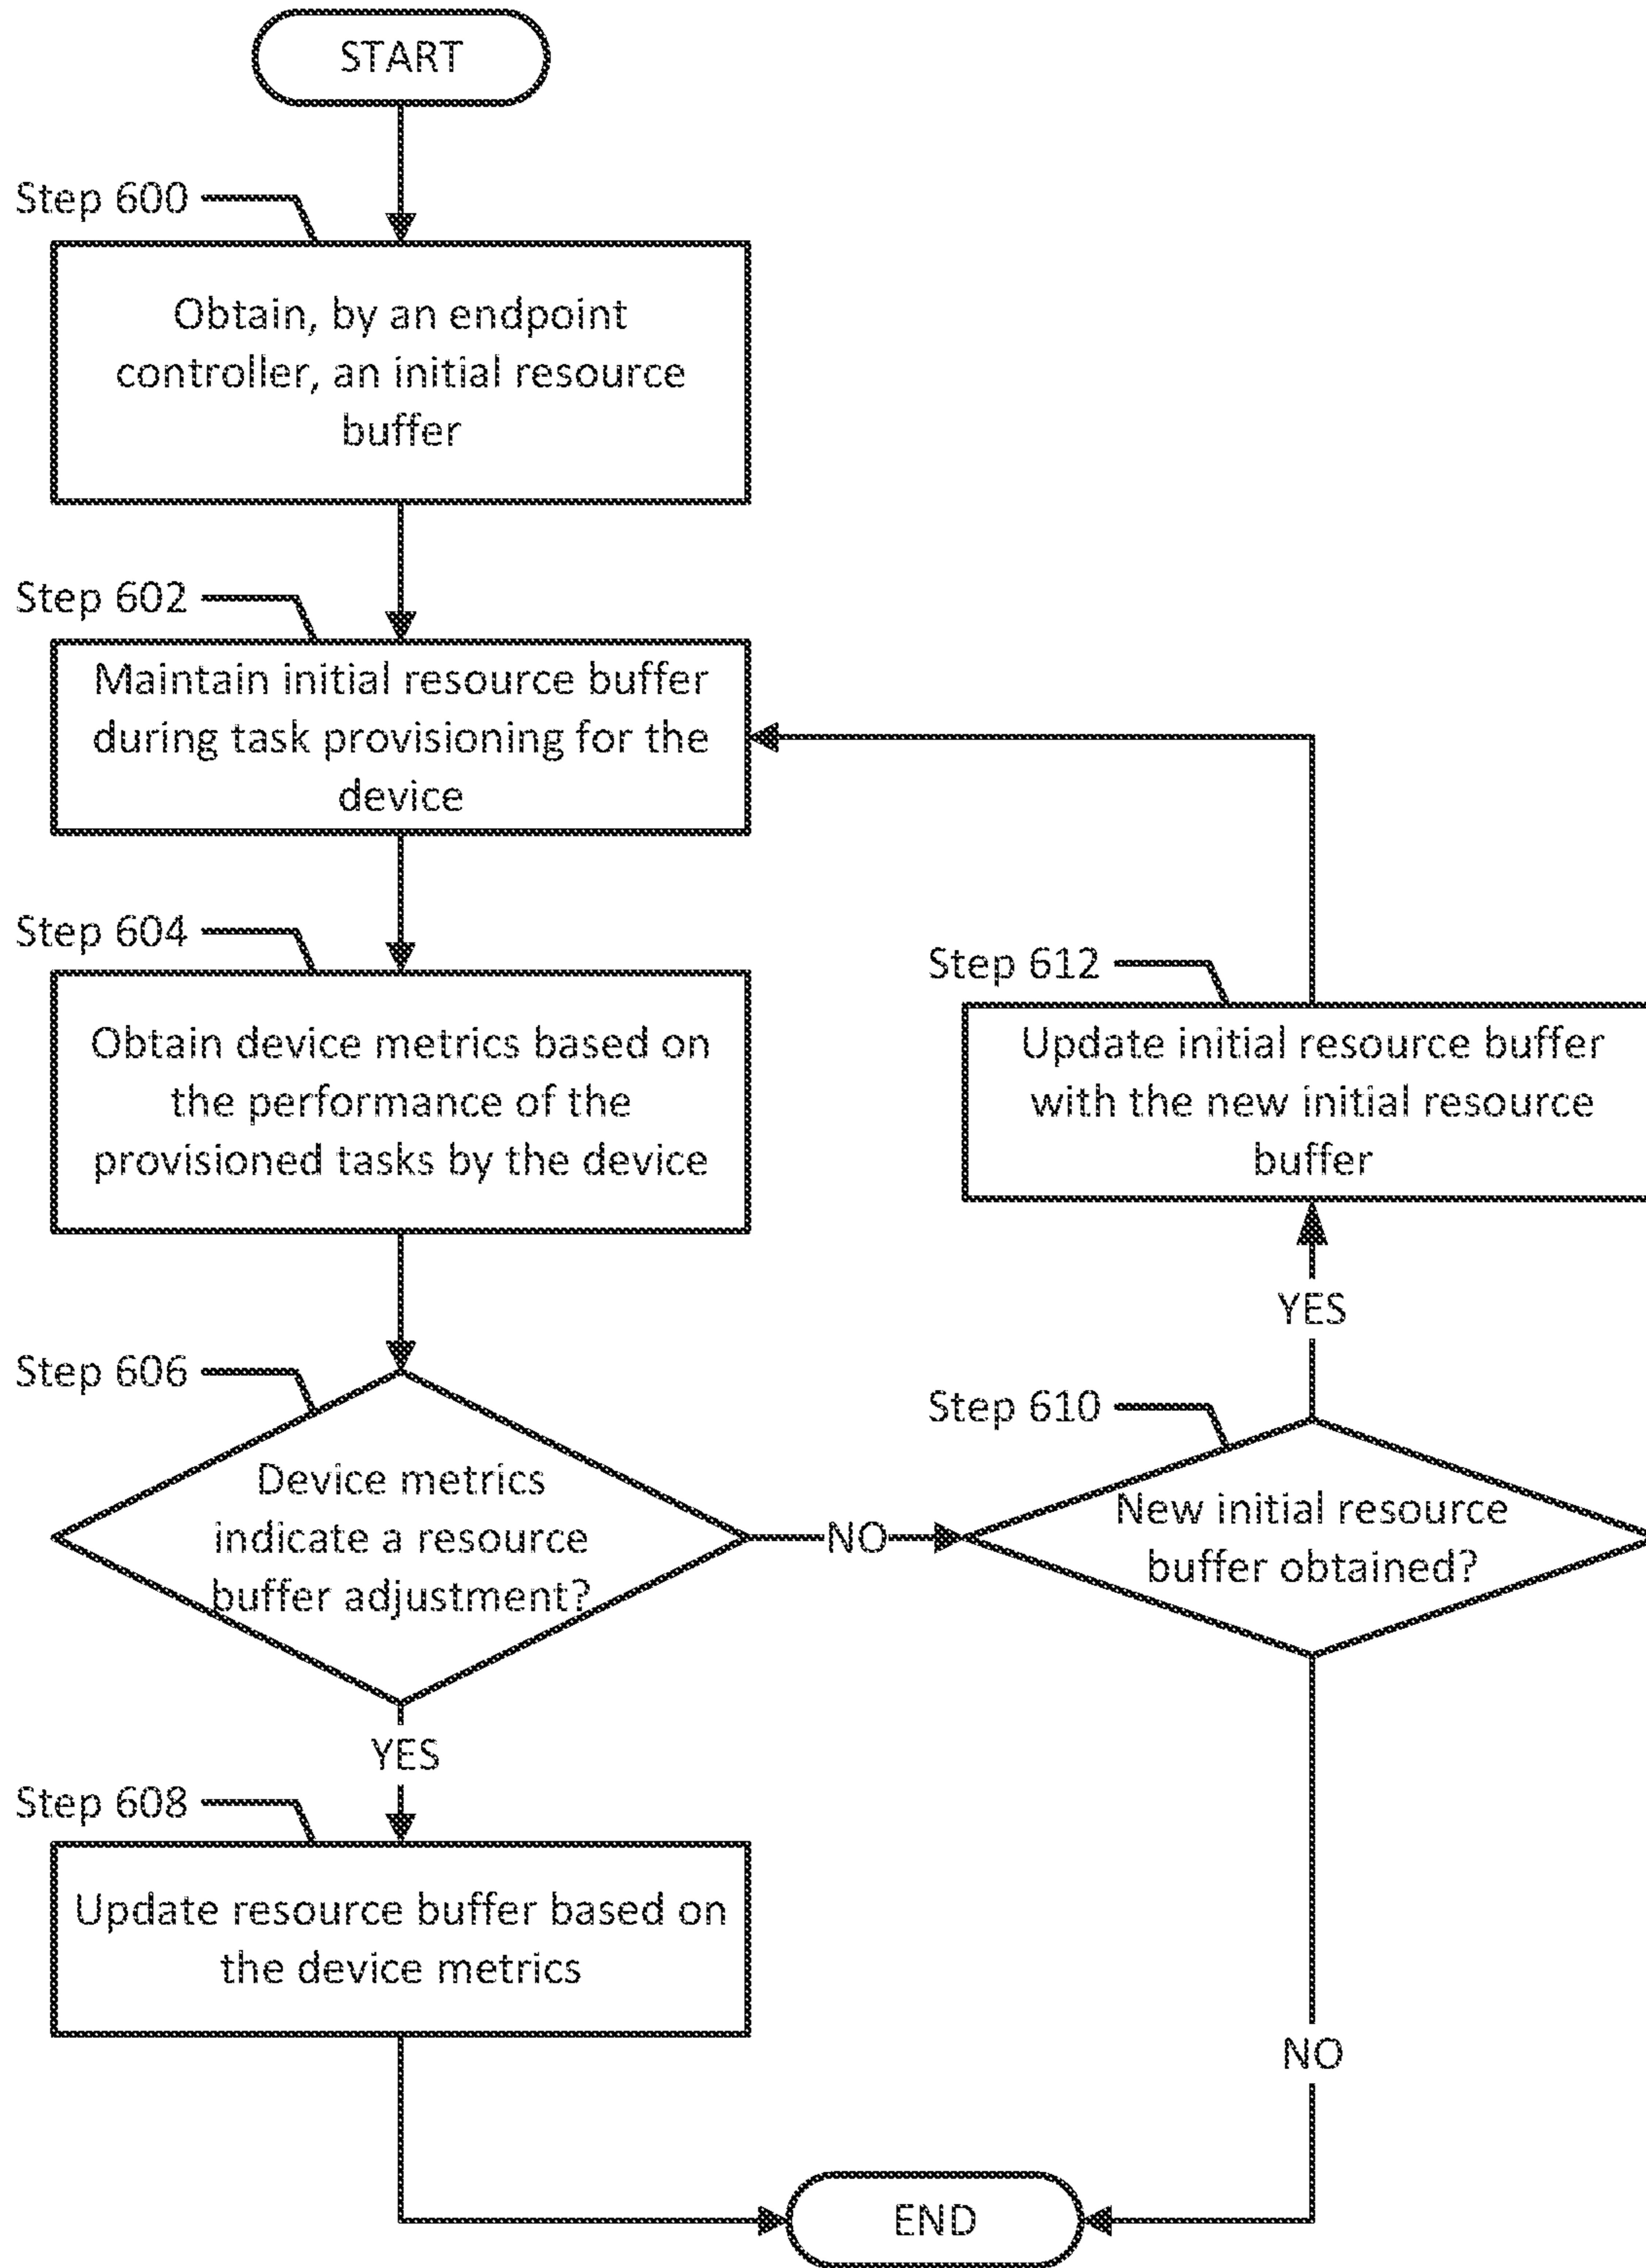 START
Step 600
Obtain, by an endpoint
controller, an initial resource
buffer
Step 602
Maintain initial resource buffer
during task provisioning for the
device
Step 604
Obtain device metrics based on
the performance of the
provisioned tasks by the device
Step 606
Device metrics
indicate a resource
buffer adjustment?
NO
YES
Step 608
Update resource buffer based on
the device metrics
Step 610
New initial resource
buffer obtained?
YES
Step 612
Update initial resource buffer
with the new initial resource
buffer
NO
END